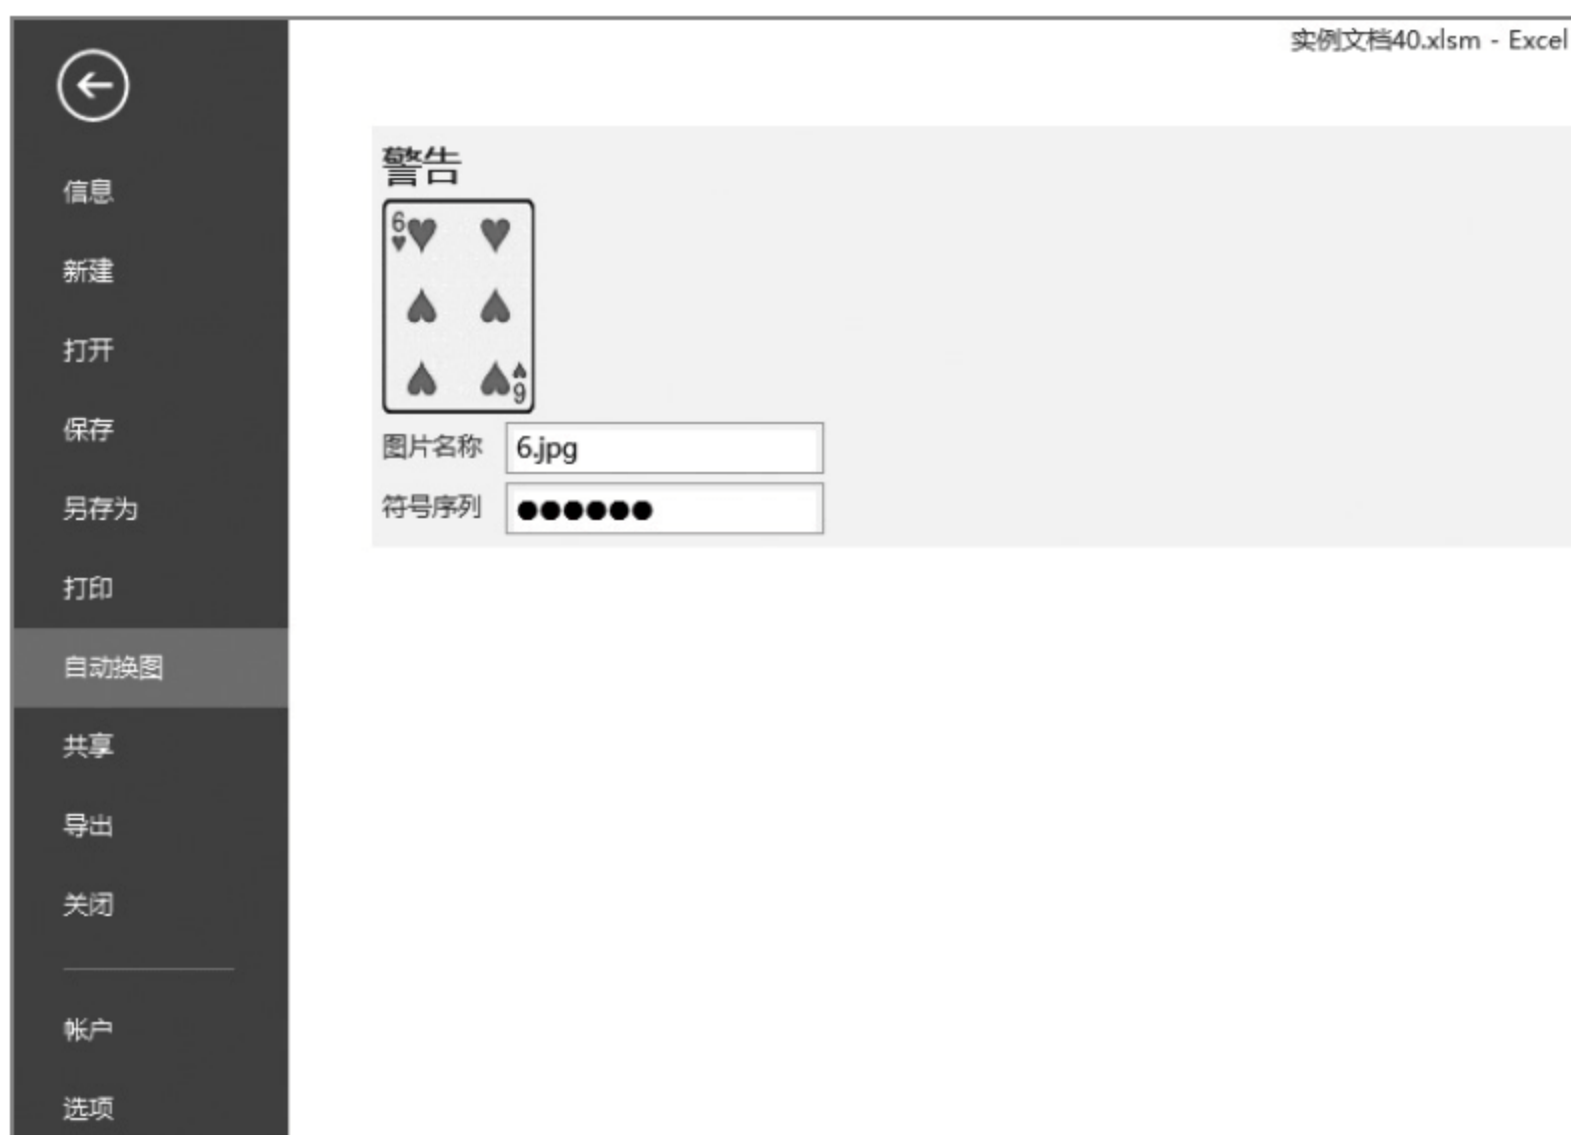 实例文档40.xlsm - Excel
信息
新建
打开
保存
另存为
打印
自动换图
共享
导出
关闭
帐户
选项
警告
6
6
图片名称 6.jpg
符号序列 ●●●●●●